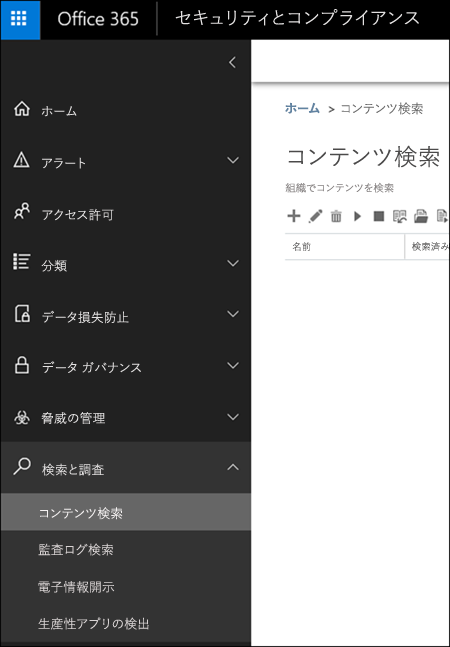 Office 365 セキュリティとコンプライアンス
ホーム
アラート
アクセス許可
分類
データ損失防止
データ ガバナンス
脅威の管理
検索と調査
コンテンツ検索
監査ログ検索
電子情報開示
生産性アプリの検出
ホーム > コンテンツ検索
コンテンツ検索
組織でコンテンツを検索
名前 検索済み